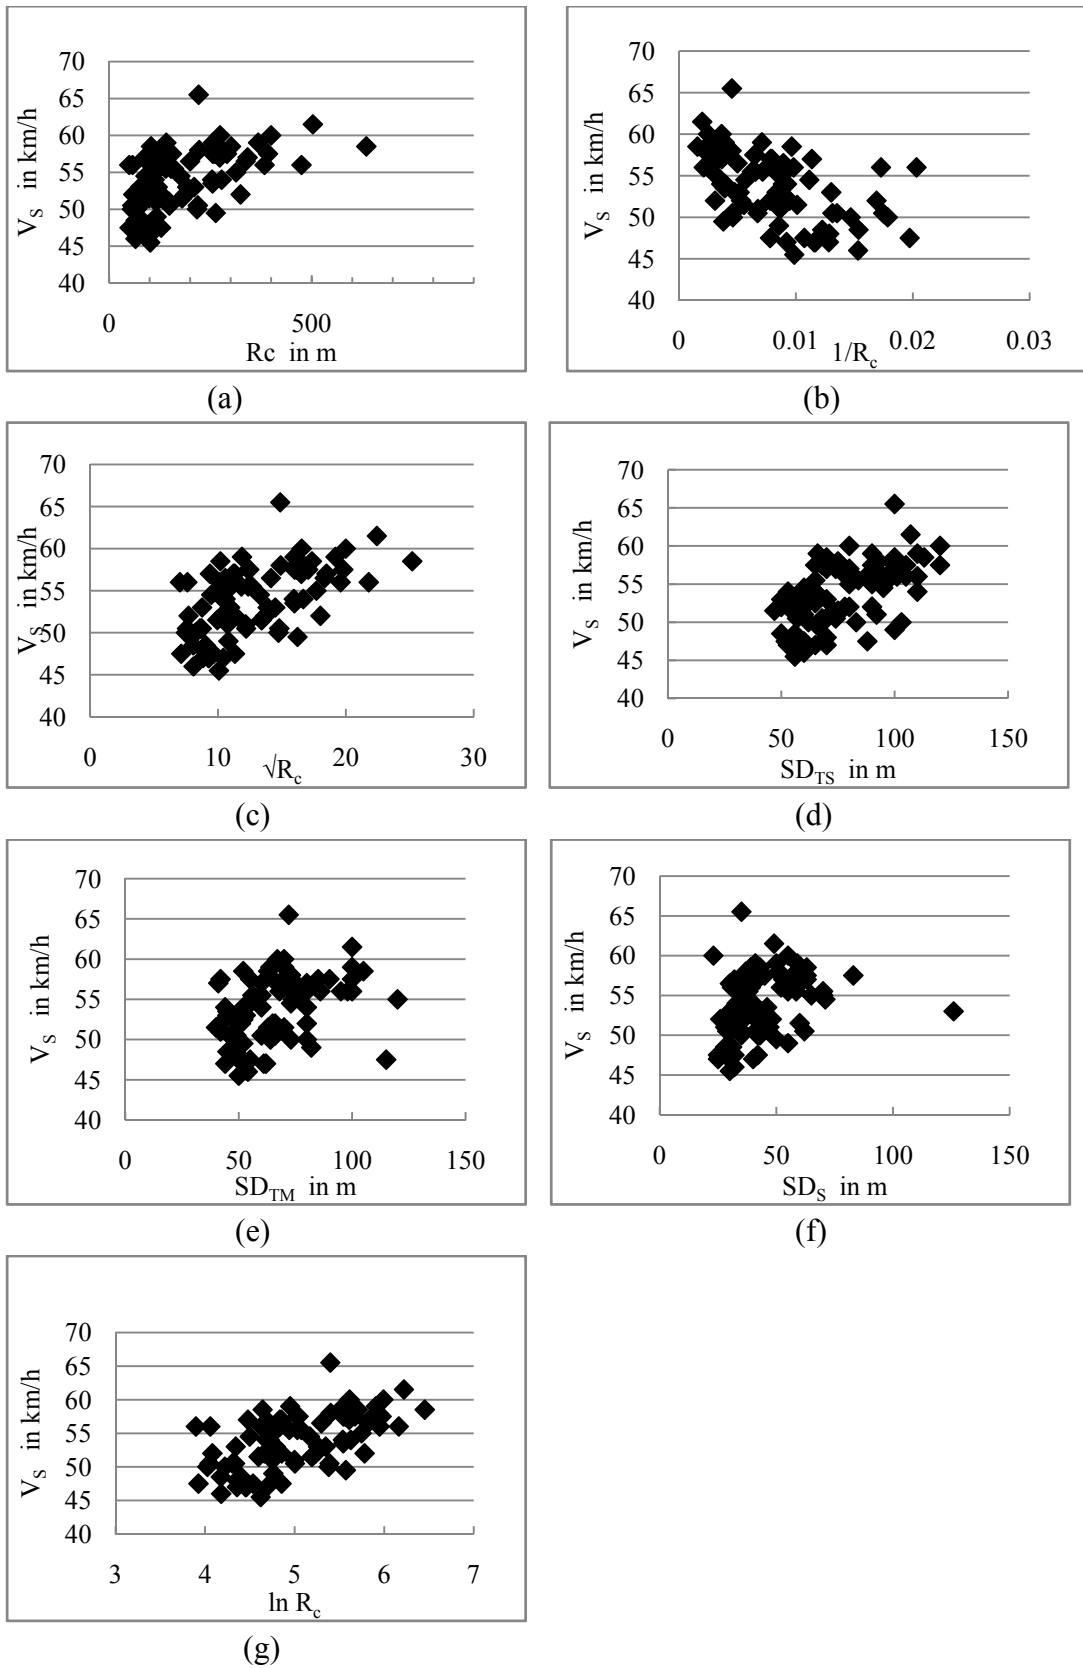 70
65
60
55
50
45
40
V_S in km/h
0 500
Rc in m
(a)
70
65
60
55
50
45
40
V_S in km/h
0 0.01 0.02 0.03
1/R_c
(b)
70
65
60
55
50
45
40
V_S in km/h
0 10 20 30
√R_c
(c)
70
65
60
55
50
45
40
V_S in km/h
0 50 100 150
SD_TS in m
(d)
70
65
60
55
50
45
40
V_S in km/h
0 50 100 150
SD_TM in m
(e)
70
65
60
55
50
45
40
V_S in km/h
0 50 100 150
SD_S in m
(f)
70
65
60
55
50
45
40
V_S in km/h
3 4 5 6 7
ln R_c
(g)